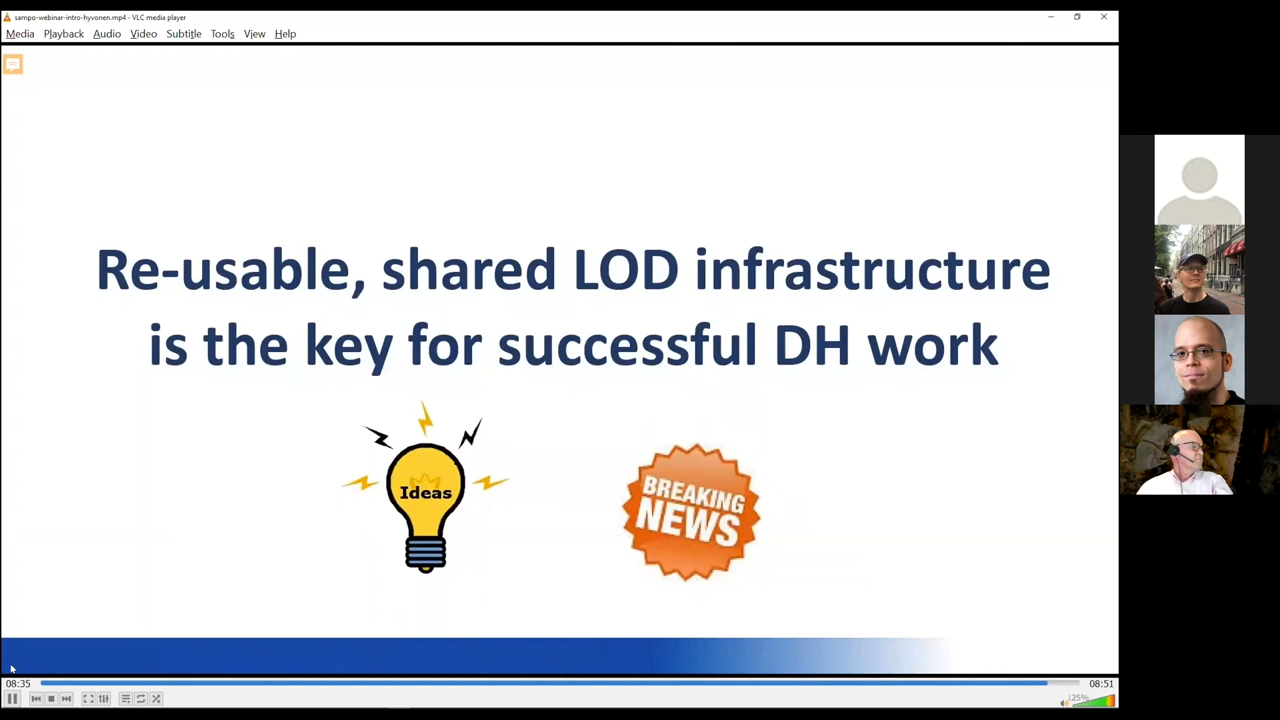 sampo-webinar-intro-hyvonen.mp4 - VLC media player
Media Playback Audio Video Subtitle Tools View Help
Re-usable, shared LOD infrastructure
is the key for successful DH work
Ideas
BREAKING
NEWS
08:35
08:51
125%